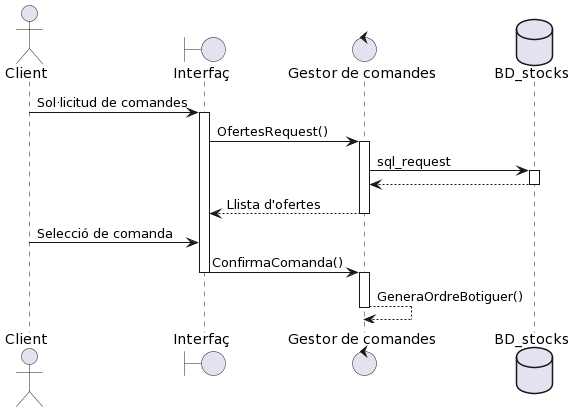 Client
Interfaç
Gestor de comandes
BD_stocks
Sol·licitud de comandes
OfertesRequest()
sql_request
Llista d'ofertes
Selecció de comanda
ConfirmaComanda()
GeneraOrdreBotiguer()
Client
Interfaç
Gestor de comandes
BD_stocks